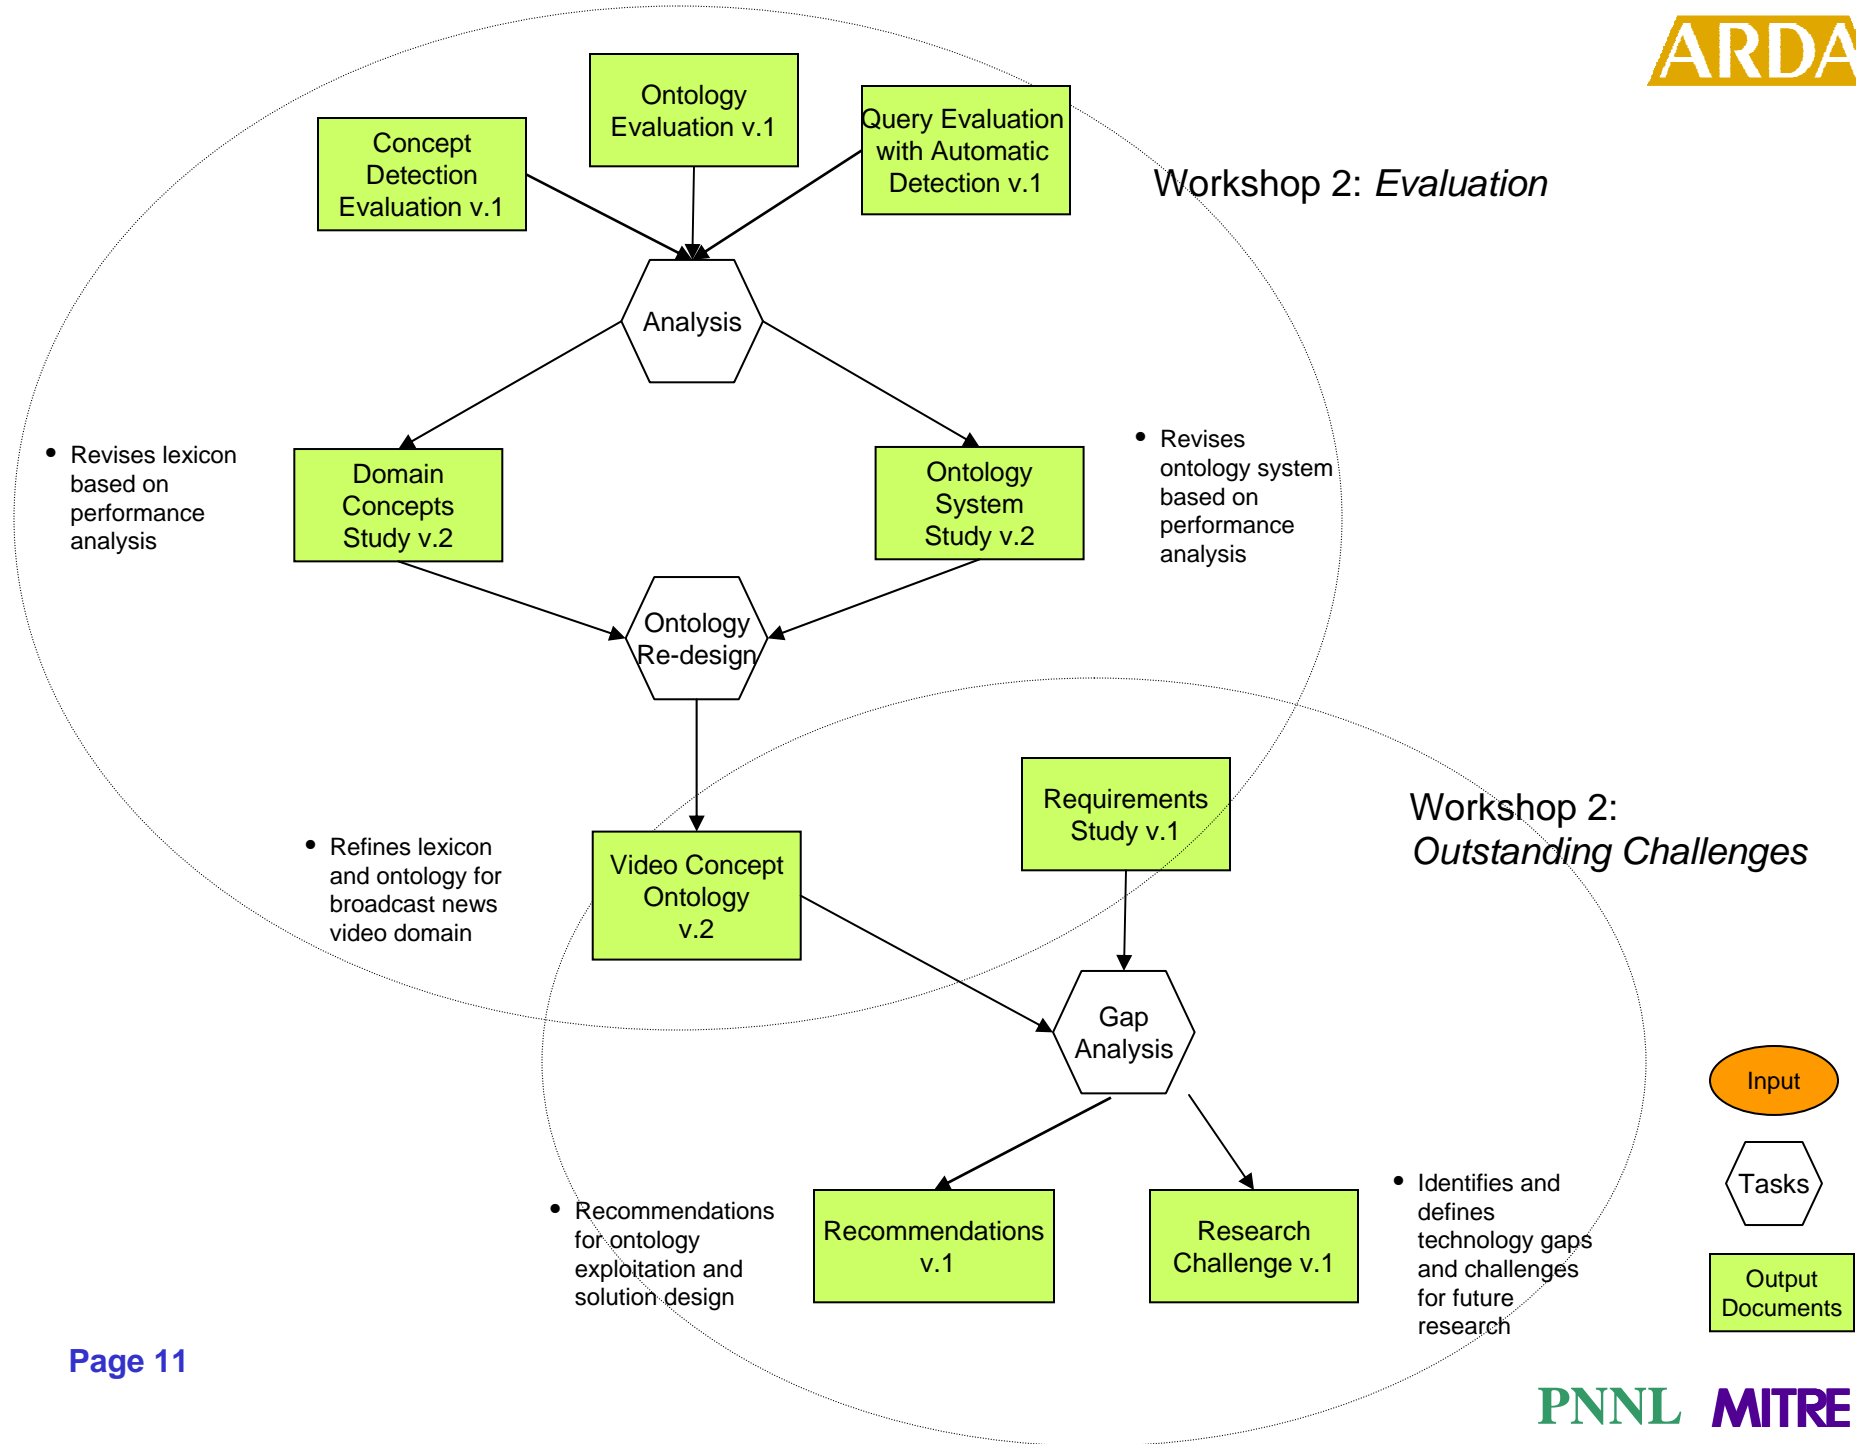 ARDA
Ontology
Evaluation v.1
Concept
Detection
Evaluation v.1
Query Evaluation
with Automatic
Detection v.1
Workshop 2: Evaluation
Analysis
• Revises lexicon
based on
performance
analysis
Domain
Concepts
Study v.2
Ontology
System
Study v.2
• Revises
ontology system
based on
performance
analysis
Ontology
Re-design
Requirements
Study v.1
Workshop 2:
Outstanding Challenges
• Refines lexicon
and ontology for
broadcast news
video domain
Video Concept
Ontology
v.2
Gap
Analysis
Input
Tasks
Output
Documents
• Recommendations
for ontology
exploitation and
solution design
Recommendations
v.1
Research
Challenge v.1
• Identifies and
defines
technology gaps
and challenges
for future
research
Page 11
PNNL MITRE